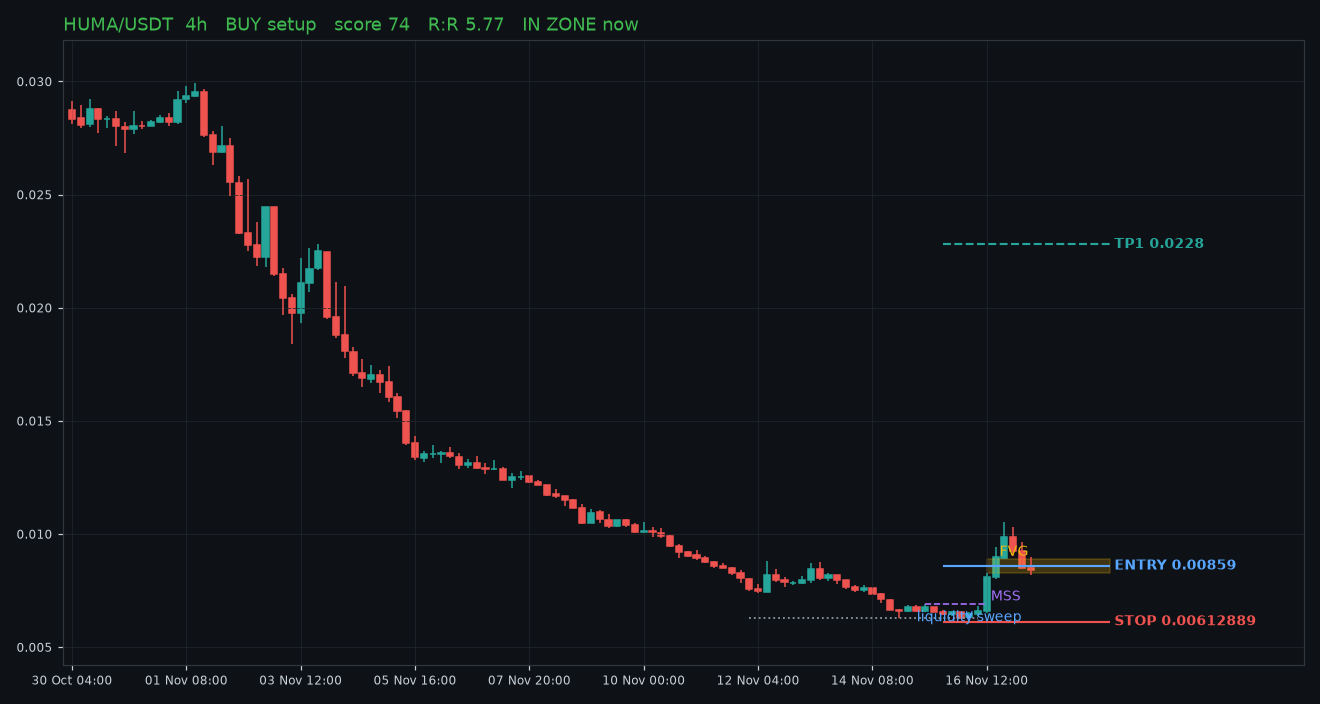 HUMA/USDT 4h BUY setup score 74 R:R 5.77 IN ZONE now
0.030
0.025
TP1 0.0228
0.020
0.015
0.010
FVG
ENTRY 0.00859
MSS
liquidity sweep
STOP 0.00612889
0.005
30 Oct 04:00 01 Nov 08:00 03 Nov 12:00 05 Nov 16:00 07 Nov 20:00 10 Nov 00:00 12 Nov 04:00 14 Nov 08:00 16 Nov 12:00